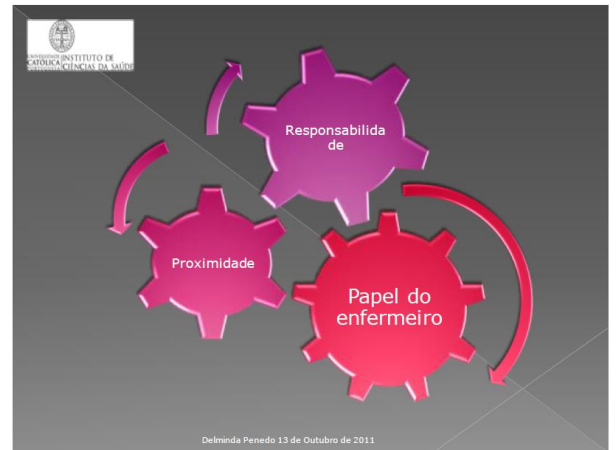 UNIVERSIDADE INSTITUTO DE
CATÓLICA CIÊNCIAS DA SAÚDE
PORTUGUESA
Responsabilida
de
Proximidade
Papel do
enfermeiro
Delminda Penedo 13 de Outubro de 2011